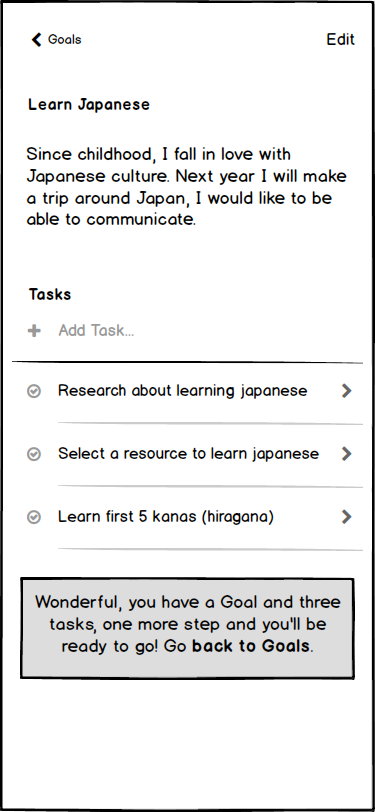 Goals
Edit
Learn Japanese
Since childhood, I fall in love with
Japanese culture. Next year I will make
a trip around Japan, I would like to be
able to communicate.
Tasks
Add Task...
Research about learning japanese
Select a resource to learn japanese
Learn first 5 kanas (hiragana)
Wonderful, you have a Goal and three
tasks, one more step and you'll be
ready to go! Go back to Goals.